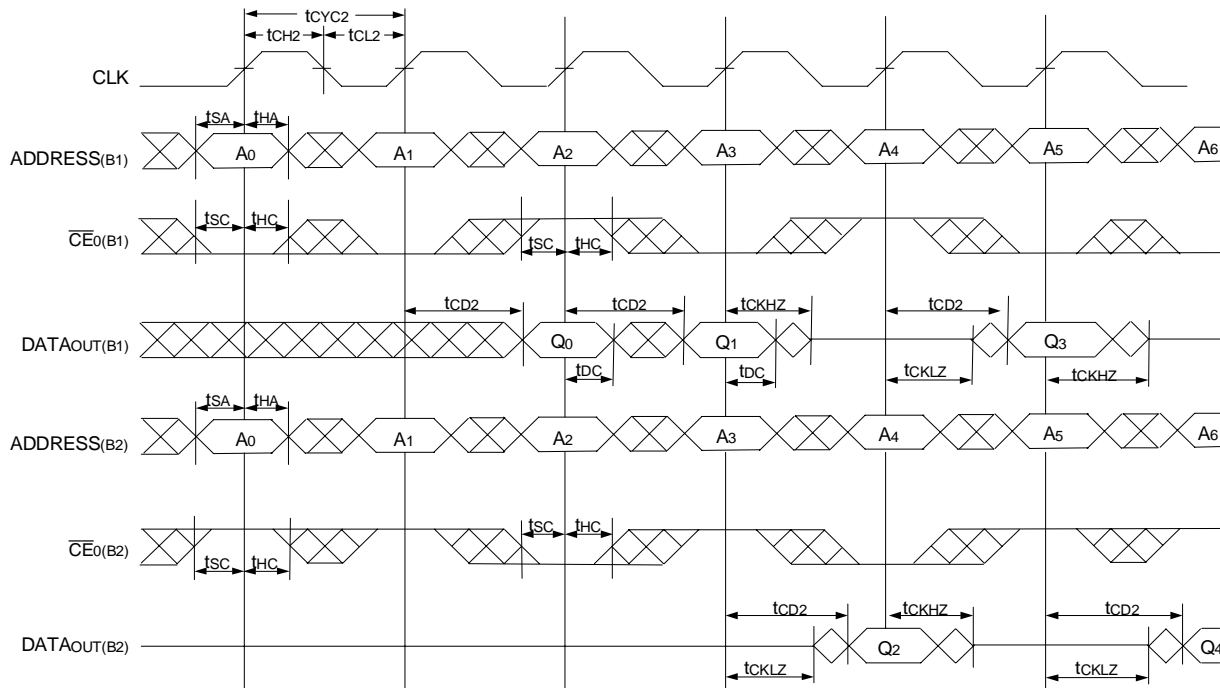 tCYC2
tCH2 tCL2
CLK
tSA tHA
ADDRESS(B1) A0 A1 A2 A3 A4 A5 A6
tSC tHC
CE0(B1)
tSC tHC
tCD2 tCD2 tCKHZ tCD2
DATAOUT(B1) Q0 Q1 Q3
tDC tDC tCKLZ tCKHZ
tSA tHA
ADDRESS(B2) A0 A1 A2 A3 A4 A5 A6
tSC tHC
CE0(B2)
tSC tHC
tCD2 tCKHZ tCD2
DATAOUT(B2) Q2 Q4
tCKLZ tCKLZ